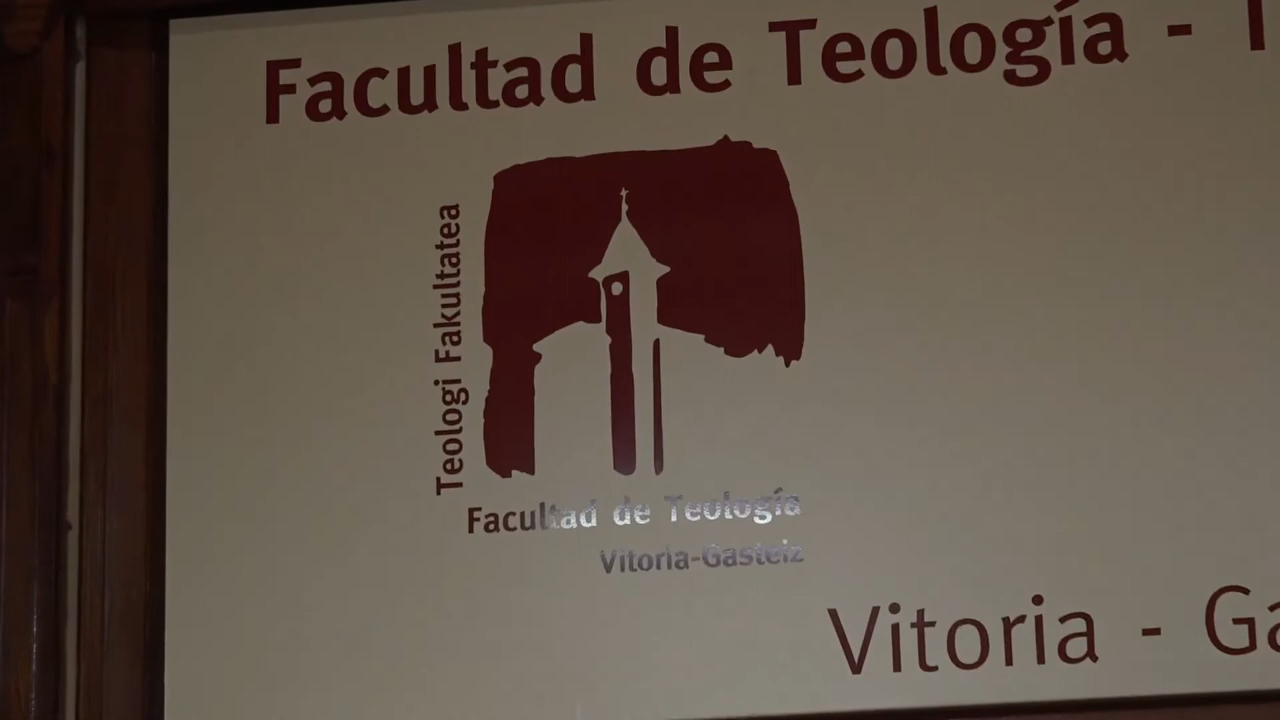 Facultad de Teología -
Teologi Fakultatea
Facultad de Teología
Vitoria-Gasteiz
Vitoria -